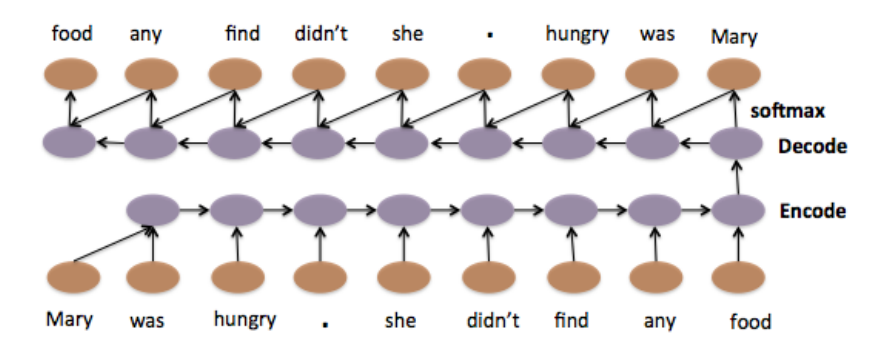 food any find didn't she . hungry was Mary
softmax
Decode
Encode
Mary was hungry . she didn't find any food